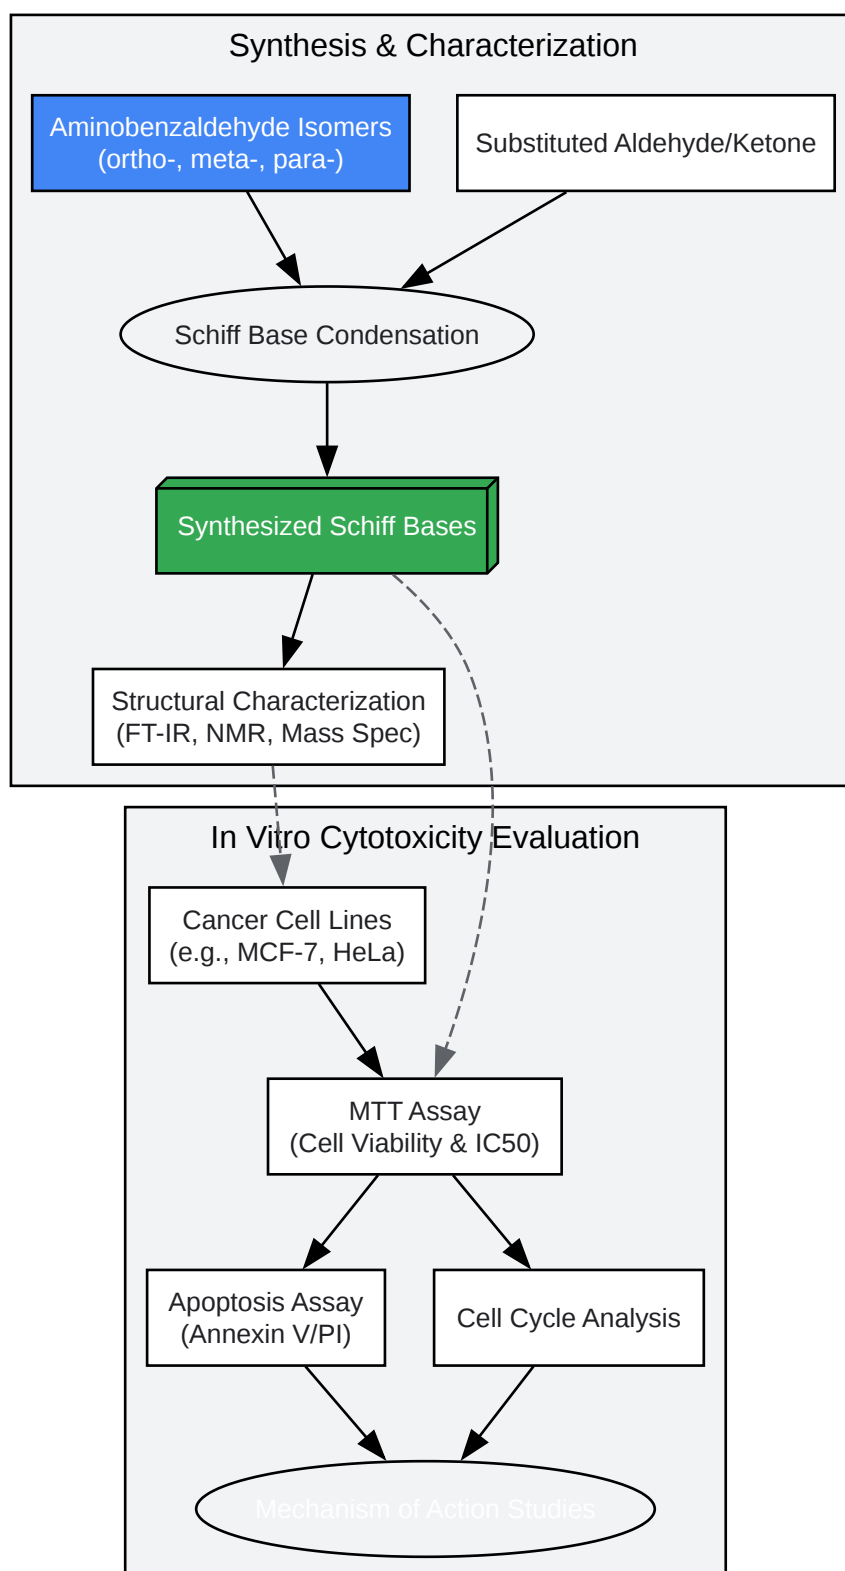 Synthesis & Characterization
Aminobenzaldehyde Isomers
(ortho-, meta-, para-)
Substituted Aldehyde/Ketone
Schiff Base Condensation
Synthesized Schiff Bases
Structural Characterization
(FT-IR, NMR, Mass Spec)
In Vitro Cytotoxicity Evaluation
Cancer Cell Lines
(e.g., MCF-7, HeLa)
MTT Assay
(Cell Viability & IC50)
Apoptosis Assay
(Annexin V/PI)
Cell Cycle Analysis
Mechanism of Action Studies